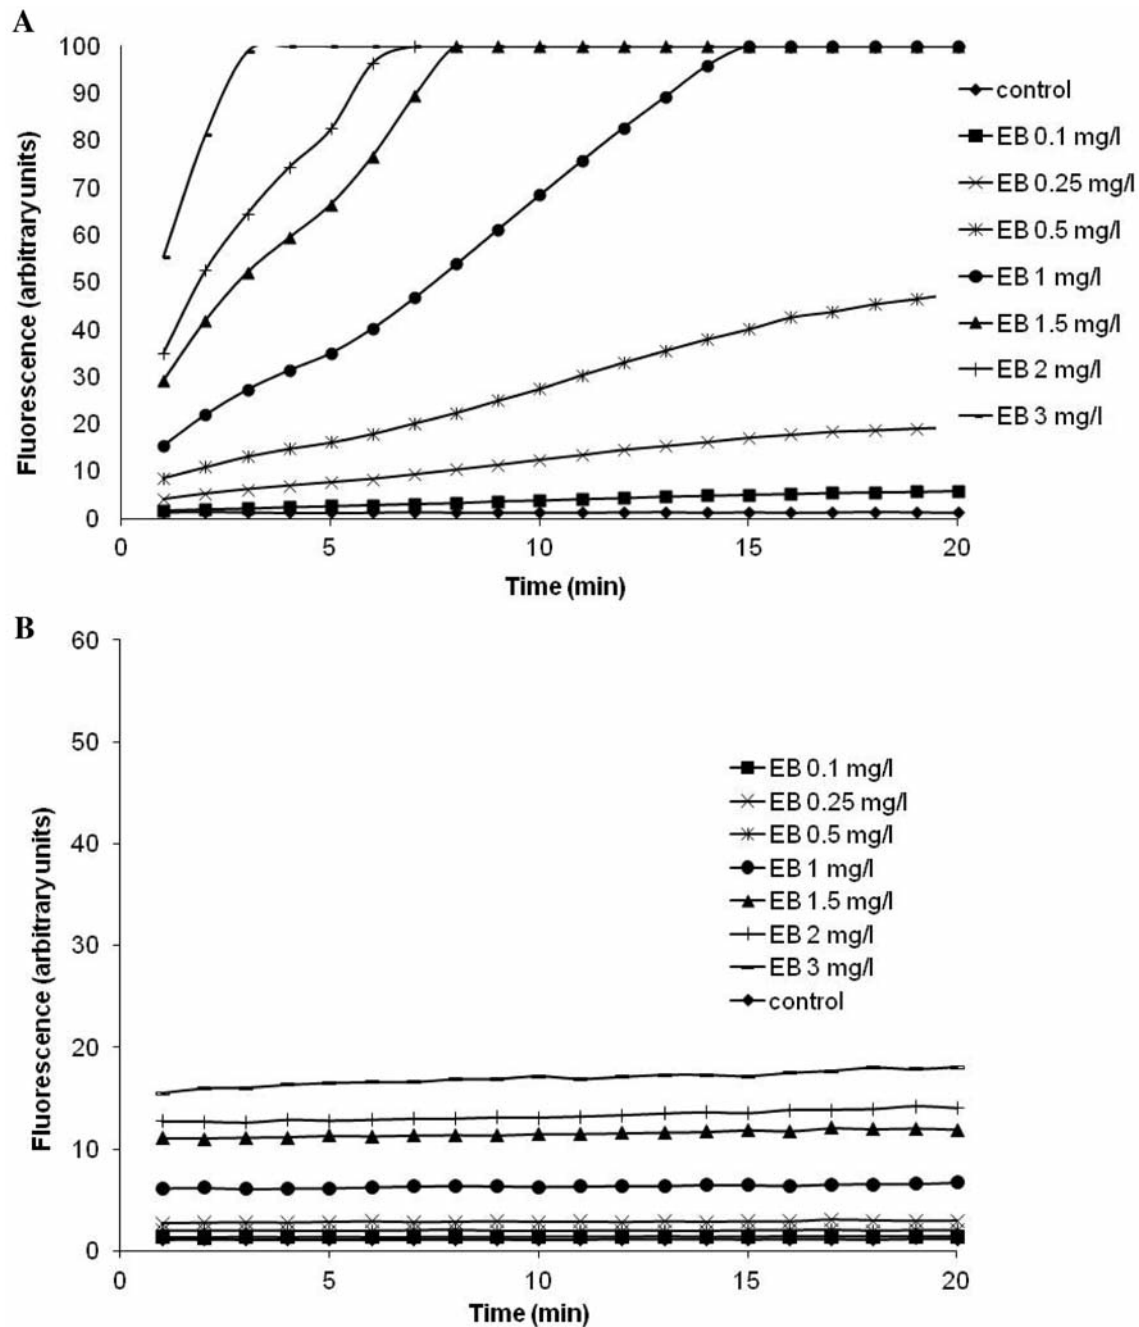 A
100
90
80
70
60
50
40
30
20
10
0
Fluorescence (arbitrary units)
0 5 10 15 20
Time (min)
control
EB 0.1 mg/l
EB 0.25 mg/l
EB 0.5 mg/l
EB 1 mg/l
EB 1.5 mg/l
EB 2 mg/l
EB 3 mg/l
B
60
50
40
30
20
10
0
Fluorescence (arbitrary units)
0 5 10 15 20
Time (min)
EB 0.1 mg/l
EB 0.25 mg/l
EB 0.5 mg/l
EB 1 mg/l
EB 1.5 mg/l
EB 2 mg/l
EB 3 mg/l
control